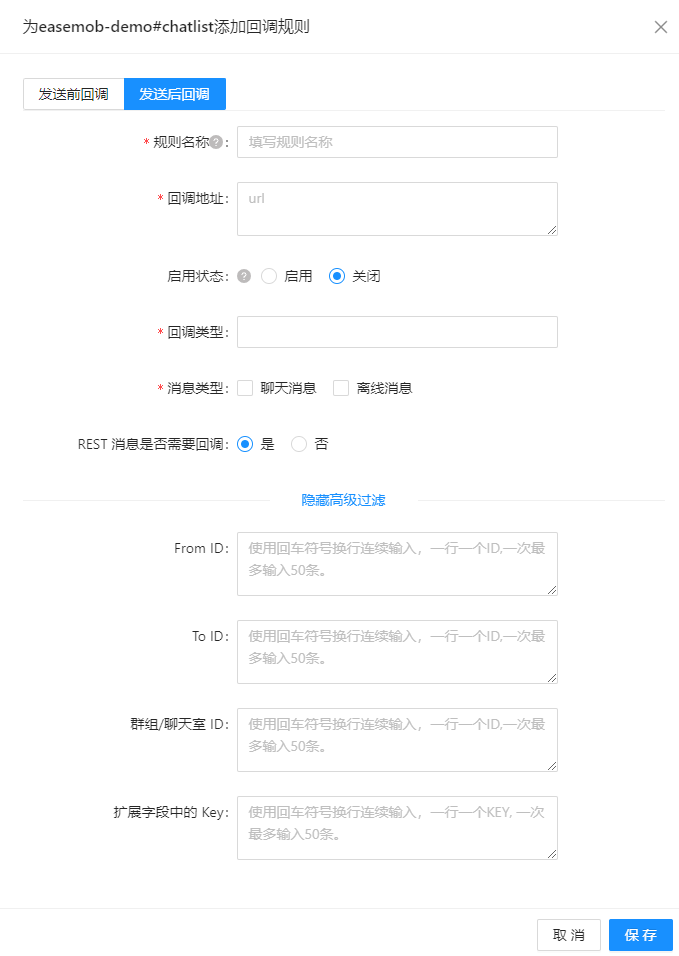 为easemob-demo#chatlist添加回调规则
发送前回调 发送后回调
* 规则名称?: 填写规则名称
* 回调地址: url
启用状态: ? 启用 关闭
* 回调类型:
* 消息类型: 聊天消息 离线消息
REST 消息是否需要回调: 是 否
隐藏高级过滤
From ID: 使用回车符号换行连续输入，一行一个ID,一次最
多输入50条。
To ID: 使用回车符号换行连续输入，一行一个ID,一次最
多输入50条。
群组/聊天室 ID: 使用回车符号换行连续输入，一行一个ID,一次最
多输入50条。
扩展字段中的 Key: 使用回车符号换行连续输入，一行一个KEY, 一次
最多输入50条。
取 消 保 存